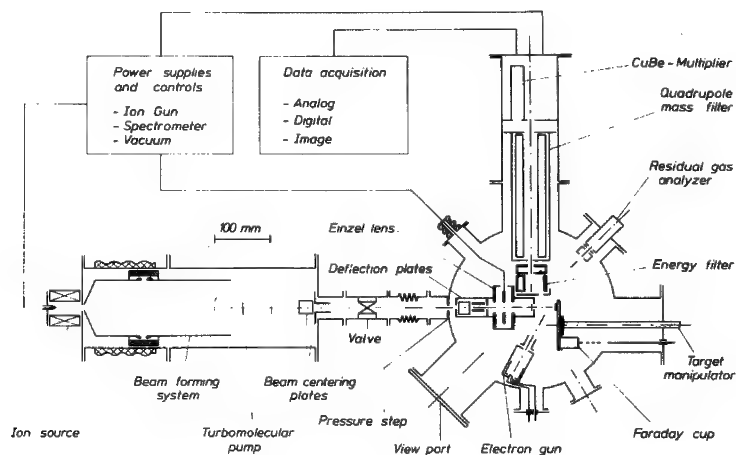 Power supplies
and controls
- Ion Gun
- Spectrometer
- Vacuum
Data acquisition
- Analog
- Digital
- Image
CuBe-Multiplier
Quadrupole
mass filter
Residual gas
analyzer
100 mm
Einzel lens
Deflection plates
Energy filter
Valve
Beam forming
system
Beam centering
plates
Target
manipulator
Pressure step
Ion source
Turbomolecular
pump
View port
Electron gun
Faraday cup